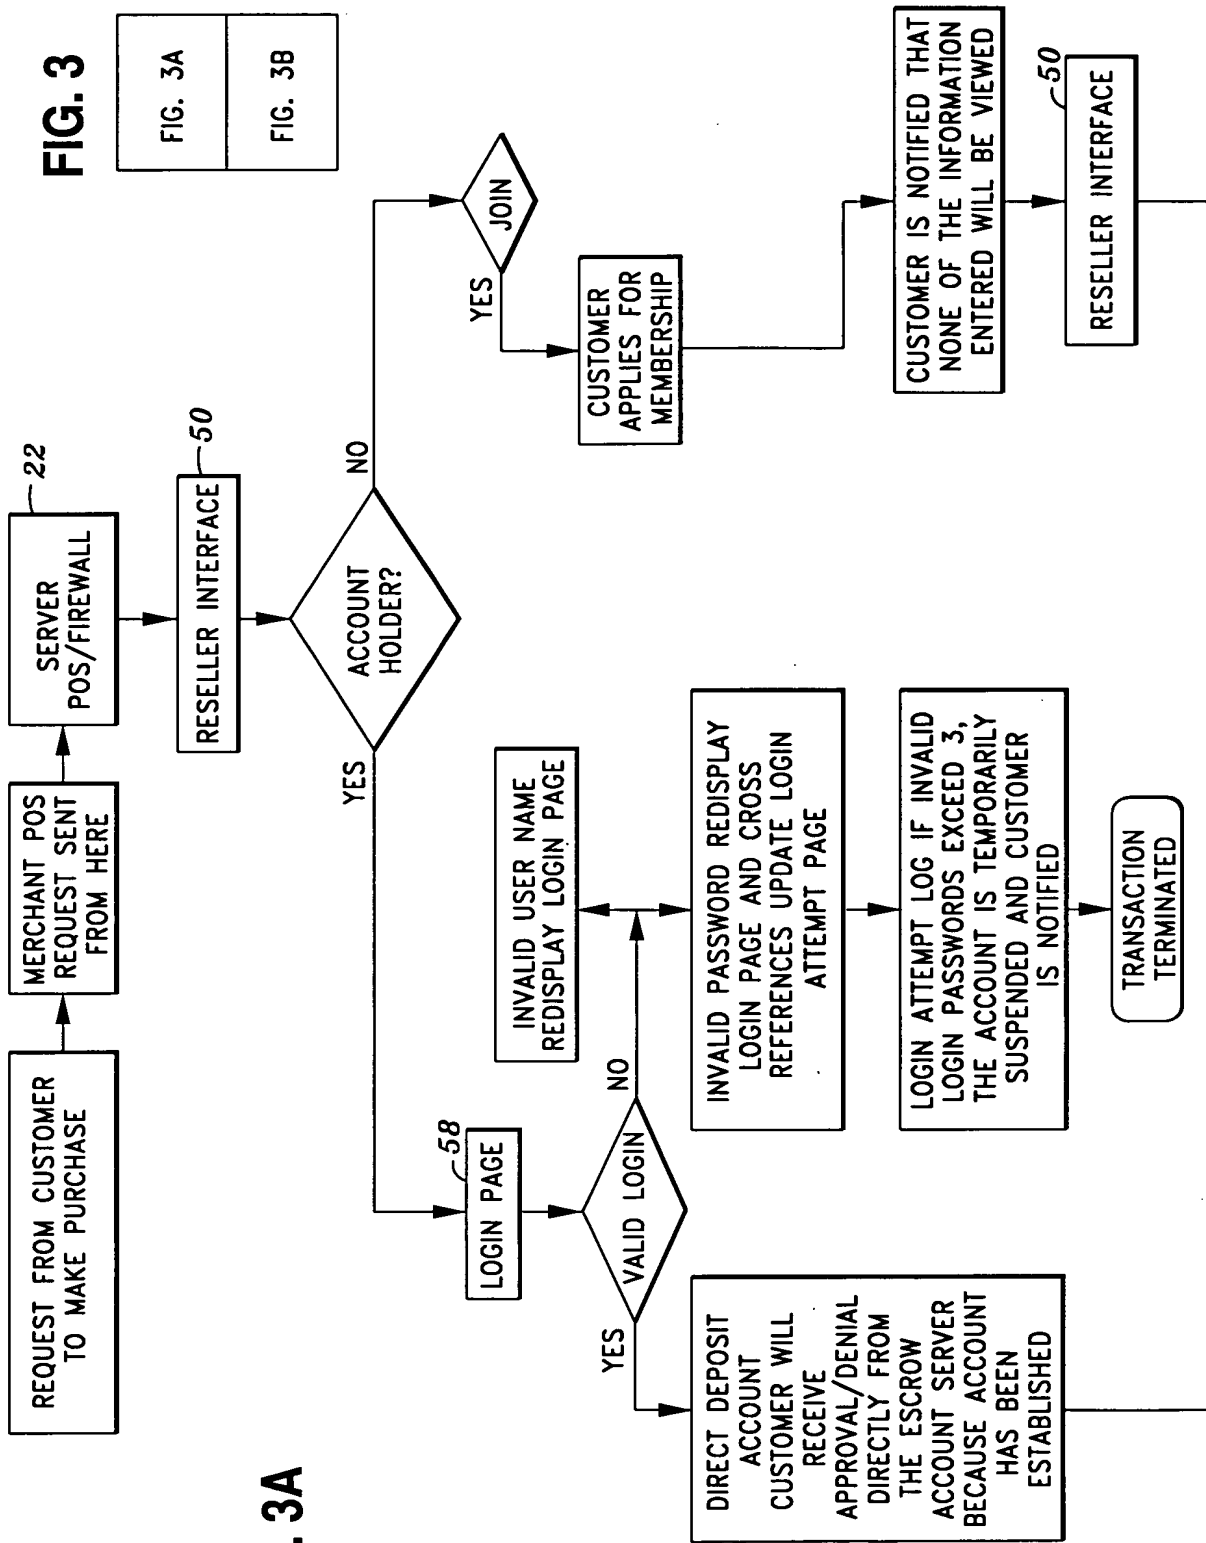 FIG. 3
FIG. 3A
FIG. 3B
. 3A
REQUEST FROM CUSTOMER
TO MAKE PURCHASE
MERCHANT POS
REQUEST SENT
FROM HERE
22
SERVER
POS/FIREWALL
50
RESELLER INTERFACE
ACCOUNT
HOLDER?
YES
NO
58
LOGIN PAGE
VALID LOGIN
YES
NO
INVALID USER NAME
REDISPLAY LOGIN PAGE
INVALID PASSWORD REDISPLAY
LOGIN PAGE AND CROSS
REFERENCES UPDATE LOGIN
ATTEMPT PAGE
LOGIN ATTEMPT LOG IF INVALID
LOGIN PASSWORDS EXCEED 3,
THE ACCOUNT IS TEMPORARILY
SUSPENDED AND CUSTOMER
IS NOTIFIED
TRANSACTION
TERMINATED
DIRECT DEPOSIT
ACCOUNT
CUSTOMER WILL
RECEIVE
APPROVAL/DENIAL
DIRECTLY FROM
THE ESCROW
ACCOUNT SERVER
BECAUSE ACCOUNT
HAS BEEN
ESTABLISHED
JOIN
YES
CUSTOMER
APPLIES FOR
MEMBERSHIP
CUSTOMER IS NOTIFIED THAT
NONE OF THE INFORMATION
ENTERED WILL BE VIEWED
50
RESELLER INTERFACE